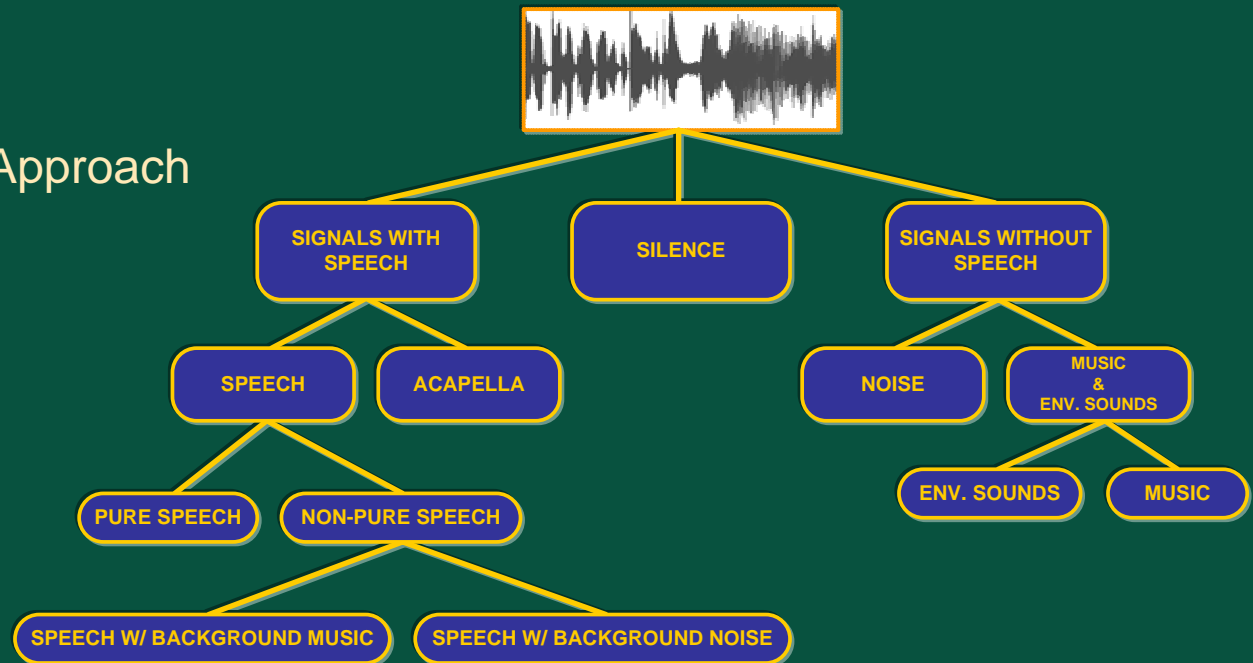 Approach
SIGNALS WITH
SPEECH
SILENCE
SIGNALS WITHOUT
SPEECH
SPEECH
ACAPELLA
NOISE
MUSIC
&
ENV. SOUNDS
PURE SPEECH
NON-PURE SPEECH
ENV. SOUNDS
MUSIC
SPEECH W/ BACKGROUND MUSIC
SPEECH W/ BACKGROUND NOISE